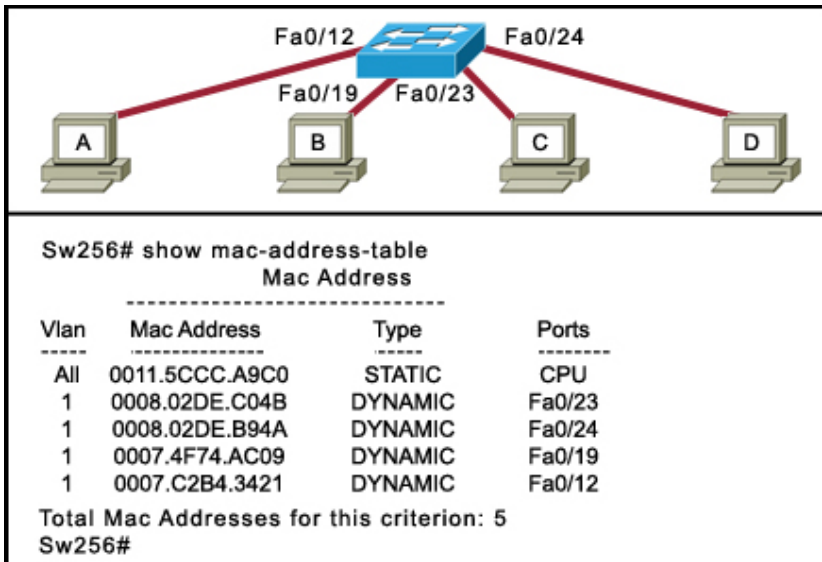 Fa0/12 Fa0/24
Fa0/19 Fa0/23
A B C D
Sw256# show mac-address-table
Mac Address
------------------------------
Vlan Mac Address Type Ports
----- -------------- ----- --------
All 0011.5CCC.A9C0 STATIC CPU
1 0008.02DE.C04B DYNAMIC Fa0/23
1 0008.02DE.B94A DYNAMIC Fa0/24
1 0007.4F74.AC09 DYNAMIC Fa0/19
1 0007.C2B4.3421 DYNAMIC Fa0/12
Total Mac Addresses for this criterion: 5
Sw256#